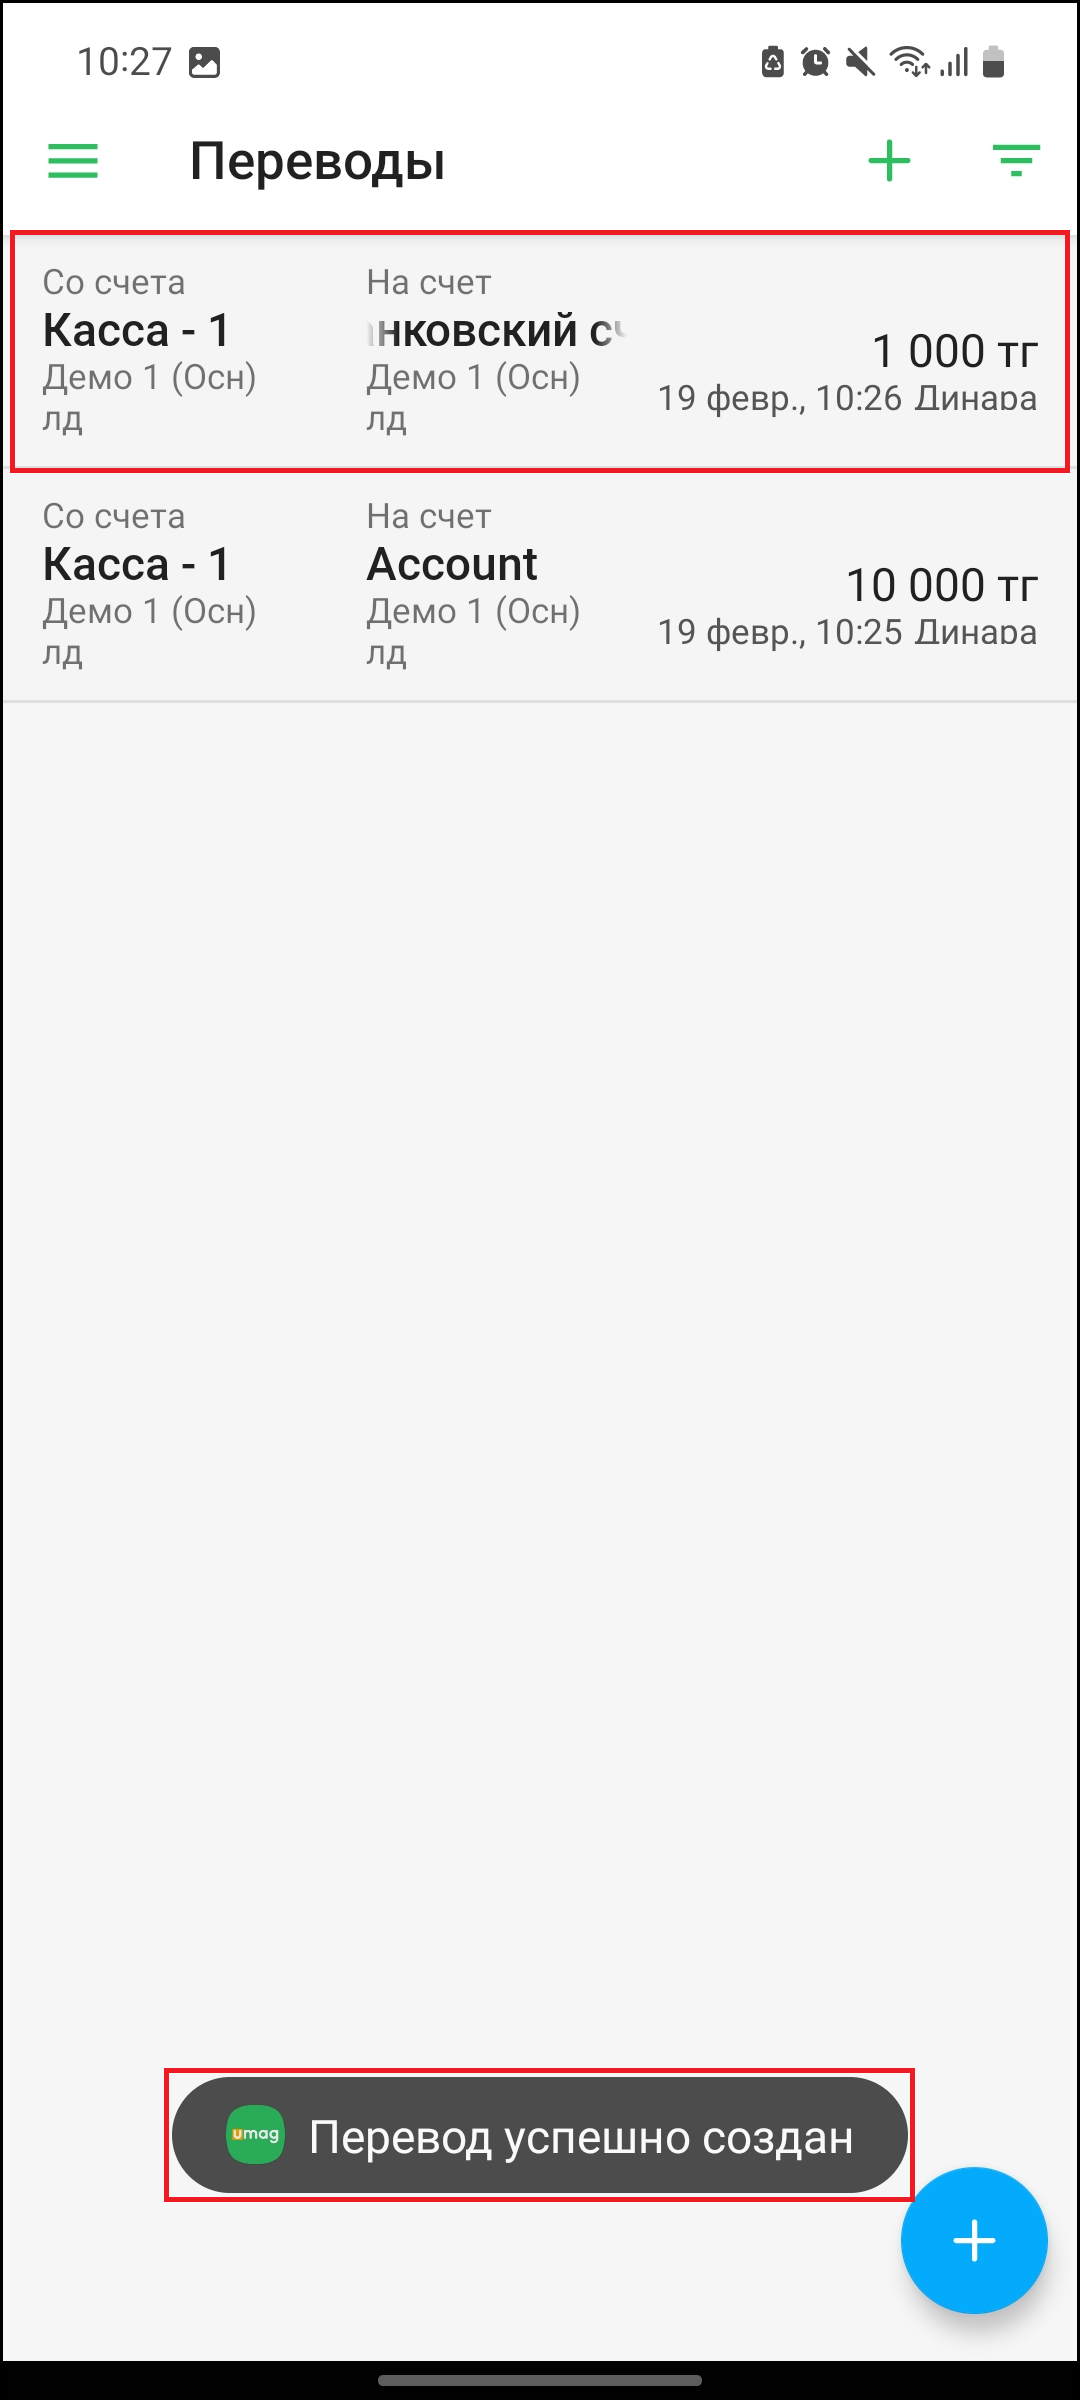 10:27
Переводы
Со счета
На счет
Касса - 1
нковский
1 000 тг
Демо 1 (Осн)
Демо 1 (Осн)
19 февр., 10:26 Динара
лд
лд
Со счета
На счет
Касса - 1
Account
10 000 тг
Демо 1 (Осн)
Демо 1 (Осн)
19 февр., 10:25 Динара
лд
лд
umag
Перевод успешно создан